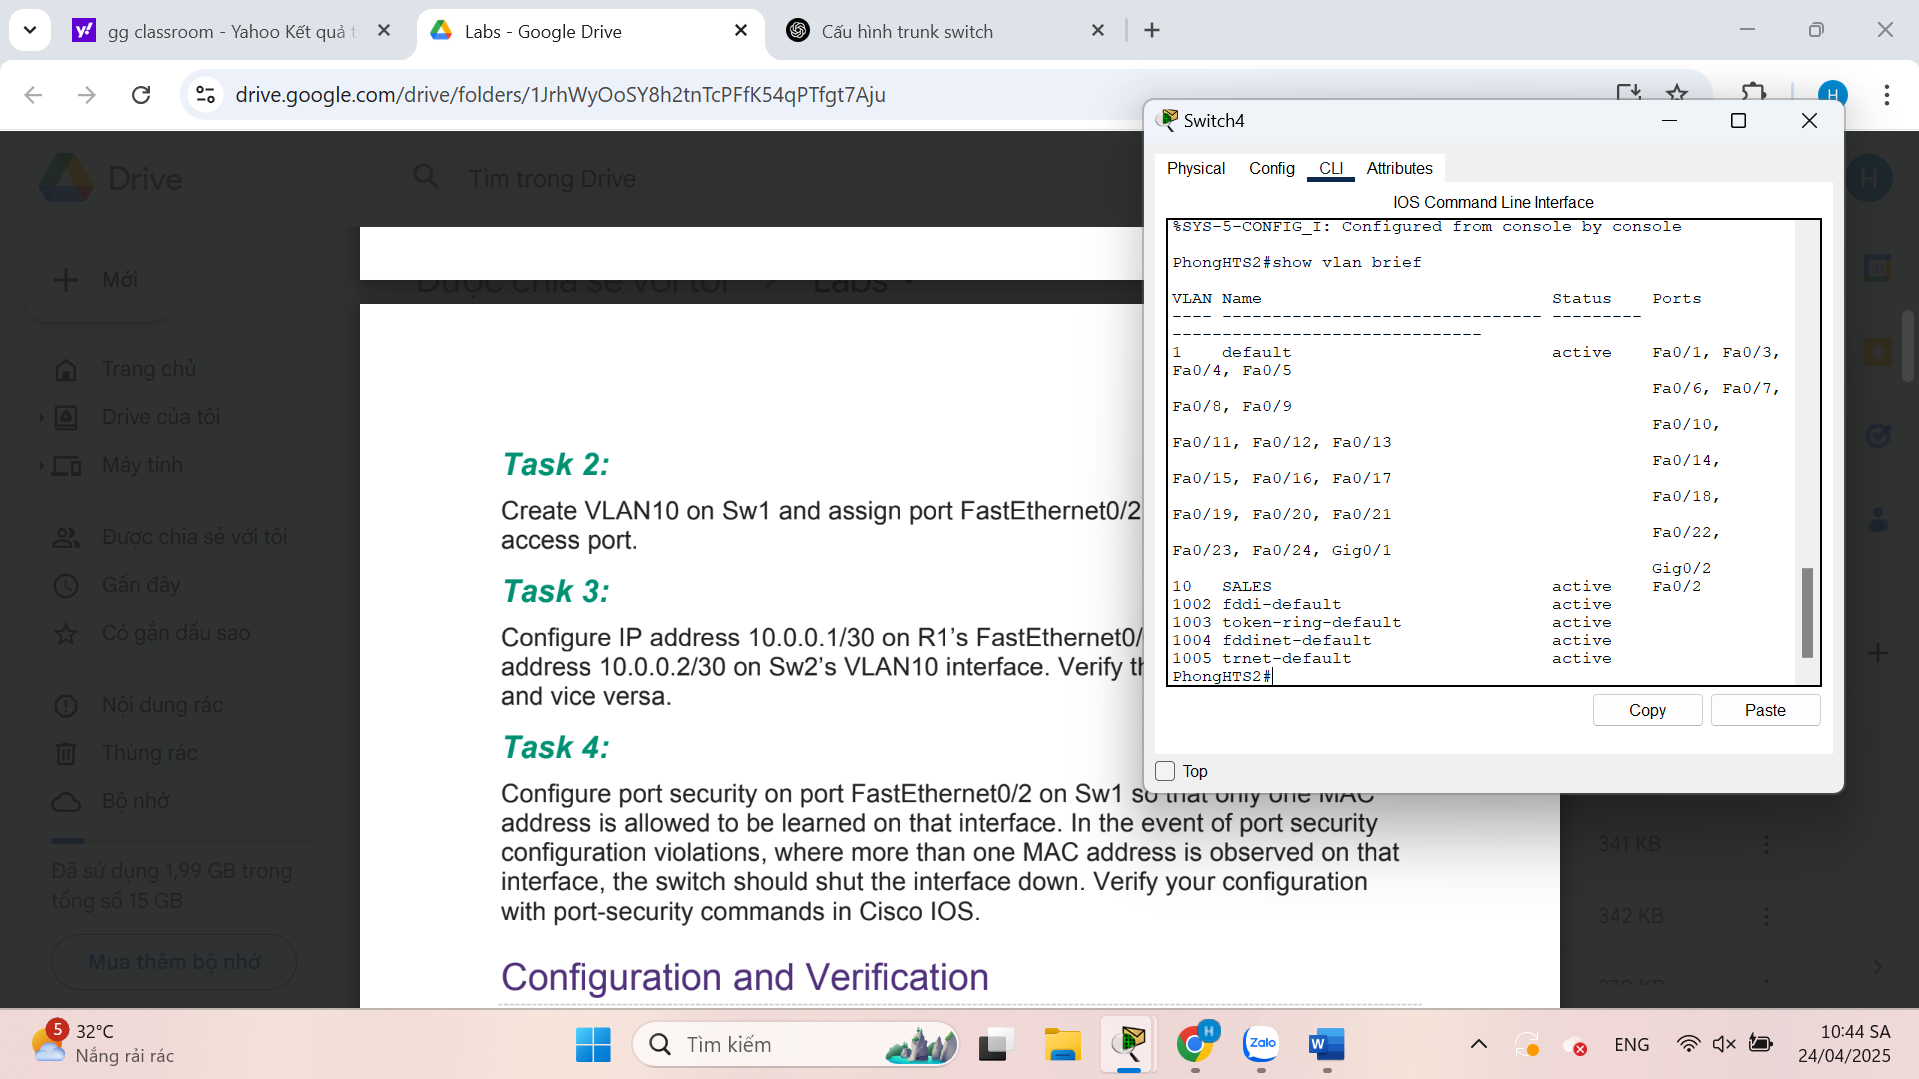 gg classroom - Yahoo Kết quả t
Labs - Google Drive
Cấu hình trunk switch
drive.google.com/drive/folders/1JrhWyOoSY8h2tnTcPFfK54qPTfgt7Aju
H
Drive
Tìm trong Drive
H
Mới
Được chia sẻ với tôi
Labs
Trang chủ
Drive của tôi
Máy tính
Được chia sẻ với tôi
Gần đây
Có gắn dấu sao
Nội dung rác
Thùng rác
Bộ nhớ
Đã sử dụng 1,99 GB trong
tổng số 15 GB
Mua thêm bộ nhớ
Task 2:
Create VLAN10 on Sw1 and assign port FastEthernet0/2
access port.
Task 3:
Configure IP address 10.0.0.1/30 on R1’s FastEthernet0/
address 10.0.0.2/30 on Sw2’s VLAN10 interface. Verify th
and vice versa.
Task 4:
Configure port security on port FastEthernet0/2 on Sw1 so that only one MAC
address is allowed to be learned on that interface. In the event of port security
configuration violations, where more than one MAC address is observed on that
interface, the switch should shut the interface down. Verify your configuration
with port-security commands in Cisco IOS.
Configuration and Verification
341 KB
342 KB
Switch4
Physical Config CLI Attributes
IOS Command Line Interface
%SYS-5-CONFIG_I: Configured from console by console
PhongHTS2#show vlan brief
VLAN Name Status Ports
---- -------------------------------- ---------
-------------------------------
1 default active Fa0/1, Fa0/3,
Fa0/4, Fa0/5
Fa0/6, Fa0/7,
Fa0/8, Fa0/9
Fa0/10,
Fa0/11, Fa0/12, Fa0/13
Fa0/14,
Fa0/15, Fa0/16, Fa0/17
Fa0/18,
Fa0/19, Fa0/20, Fa0/21
Fa0/22,
Fa0/23, Fa0/24, Gig0/1
Gig0/2
10 SALES active Fa0/2
1002 fddi-default active
1003 token-ring-default active
1004 fddinet-default active
1005 trnet-default active
PhongHTS2#
Copy Paste
Top
5
32°C
Nắng rải rác
Tìm kiếm
H
Zalo
W
ENG
10:44 SA
24/04/2025